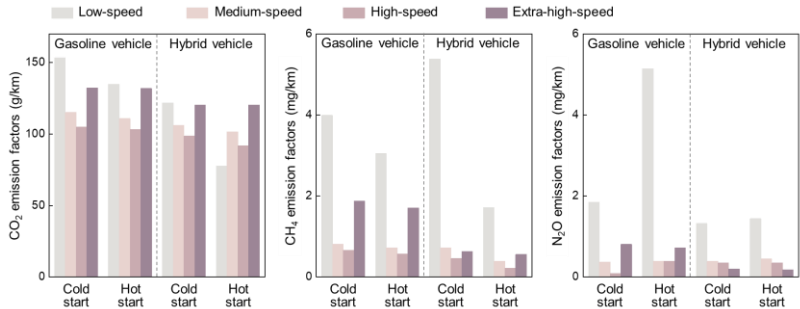 Low-speed Medium-speed High-speed Extra-high-speed
CO2 emission factors (g/km)
Gasoline vehicle Hybrid vehicle
150
100
50
0
Cold start Hot start Cold start Hot start
CH4 emission factors (mg/km)
Gasoline vehicle Hybrid vehicle
6
4
2
0
Cold start Hot start Cold start Hot start
N2O emission factors (mg/km)
Gasoline vehicle Hybrid vehicle
6
4
2
0
Cold start Hot start Cold start Hot start